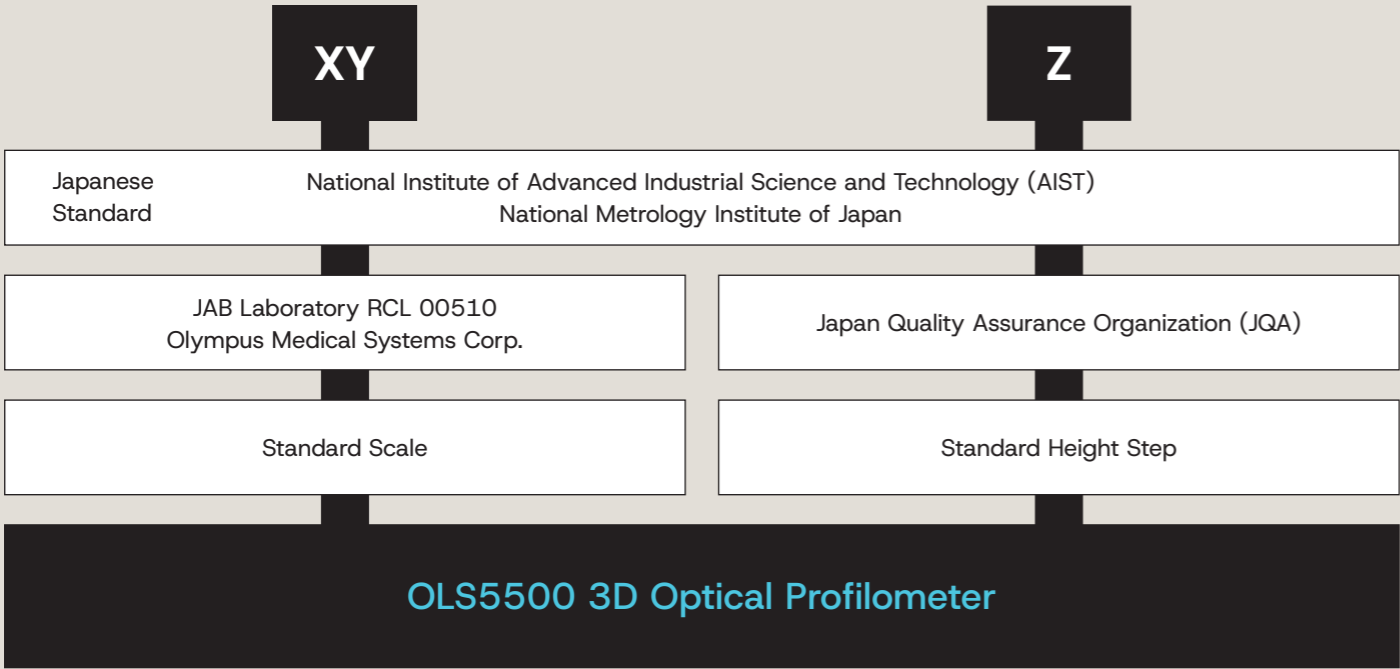 XY
Z
Japanese
Standard
National Institute of Advanced Industrial Science and Technology (AIST)
National Metrology Institute of Japan
JAB Laboratory RCL 00510
Olympus Medical Systems Corp.
Japan Quality Assurance Organization (JQA)
Standard Scale
Standard Height Step
OLS5500 3D Optical Profilometer